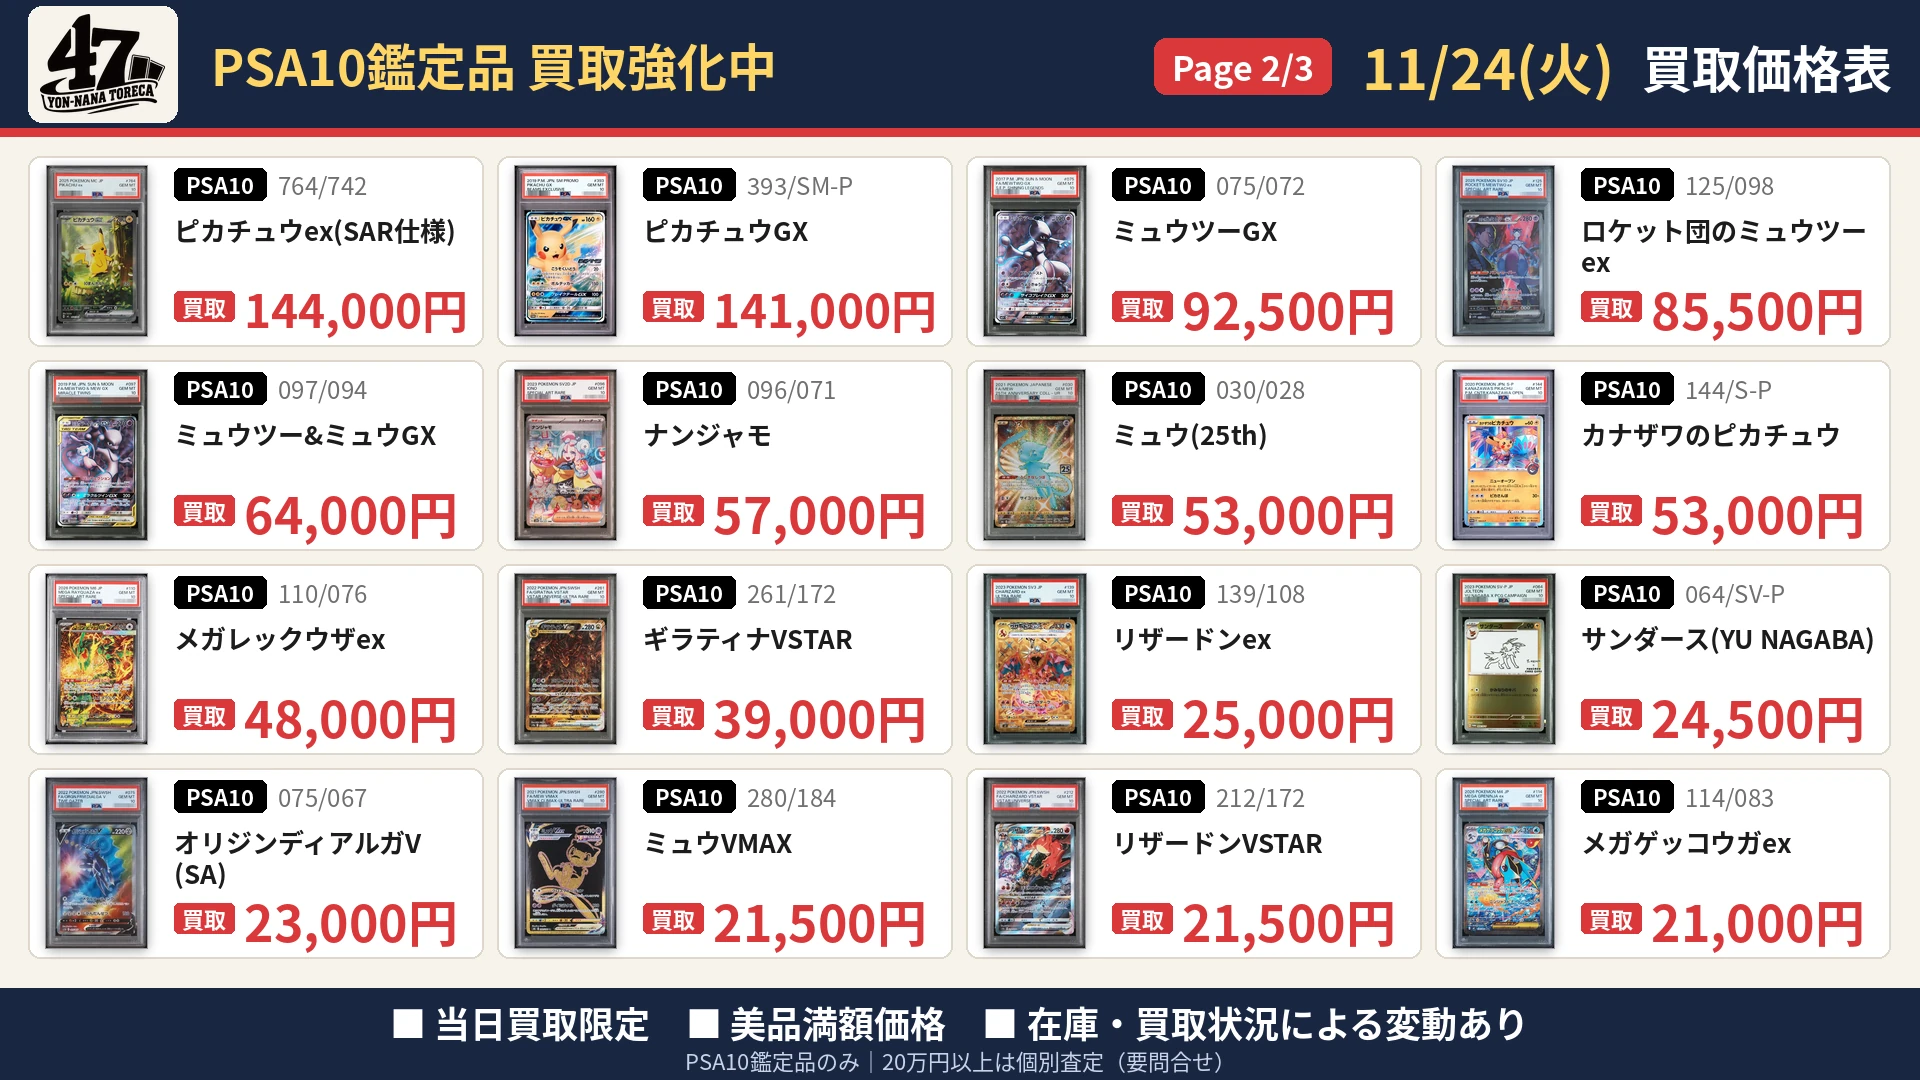 47
YON-NANA TORECA
PSA10鑑定品 買取強化中
Page 2/3
11/24(火) 買取価格表
PSA10 764/742
ピカチュウex(SAR仕様)
買取 144,000円
PSA10 393/SM-P
ピカチュウGX
買取 141,000円
PSA10 075/072
ミュウツーGX
買取 92,500円
PSA10 125/098
ロケット団のミュウツー
ex
買取 85,500円
PSA10 097/094
ミュウツー&ミュウGX
買取 64,000円
PSA10 096/071
ナンジャモ
買取 57,000円
PSA10 030/028
ミュウ(25th)
買取 53,000円
PSA10 144/S-P
カナザワのピカチュウ
買取 53,000円
PSA10 110/076
メガレックウザex
買取 48,000円
PSA10 261/172
ギラティナVSTAR
買取 39,000円
PSA10 139/108
リザードンex
買取 25,000円
PSA10 064/SV-P
サンダース(YU NAGABA)
買取 24,500円
PSA10 075/067
オリジンディアルガV
(SA)
買取 23,000円
PSA10 280/184
ミュウVMAX
買取 21,500円
PSA10 212/172
リザードンVSTAR
買取 21,500円
PSA10 114/083
メガゲッコウガex
買取 21,000円
■ 当日買取限定 ■ 美品満額価格 ■ 在庫・買取状況による変動あり
PSA10鑑定品のみ｜20万円以上は個別査定（要問合せ）